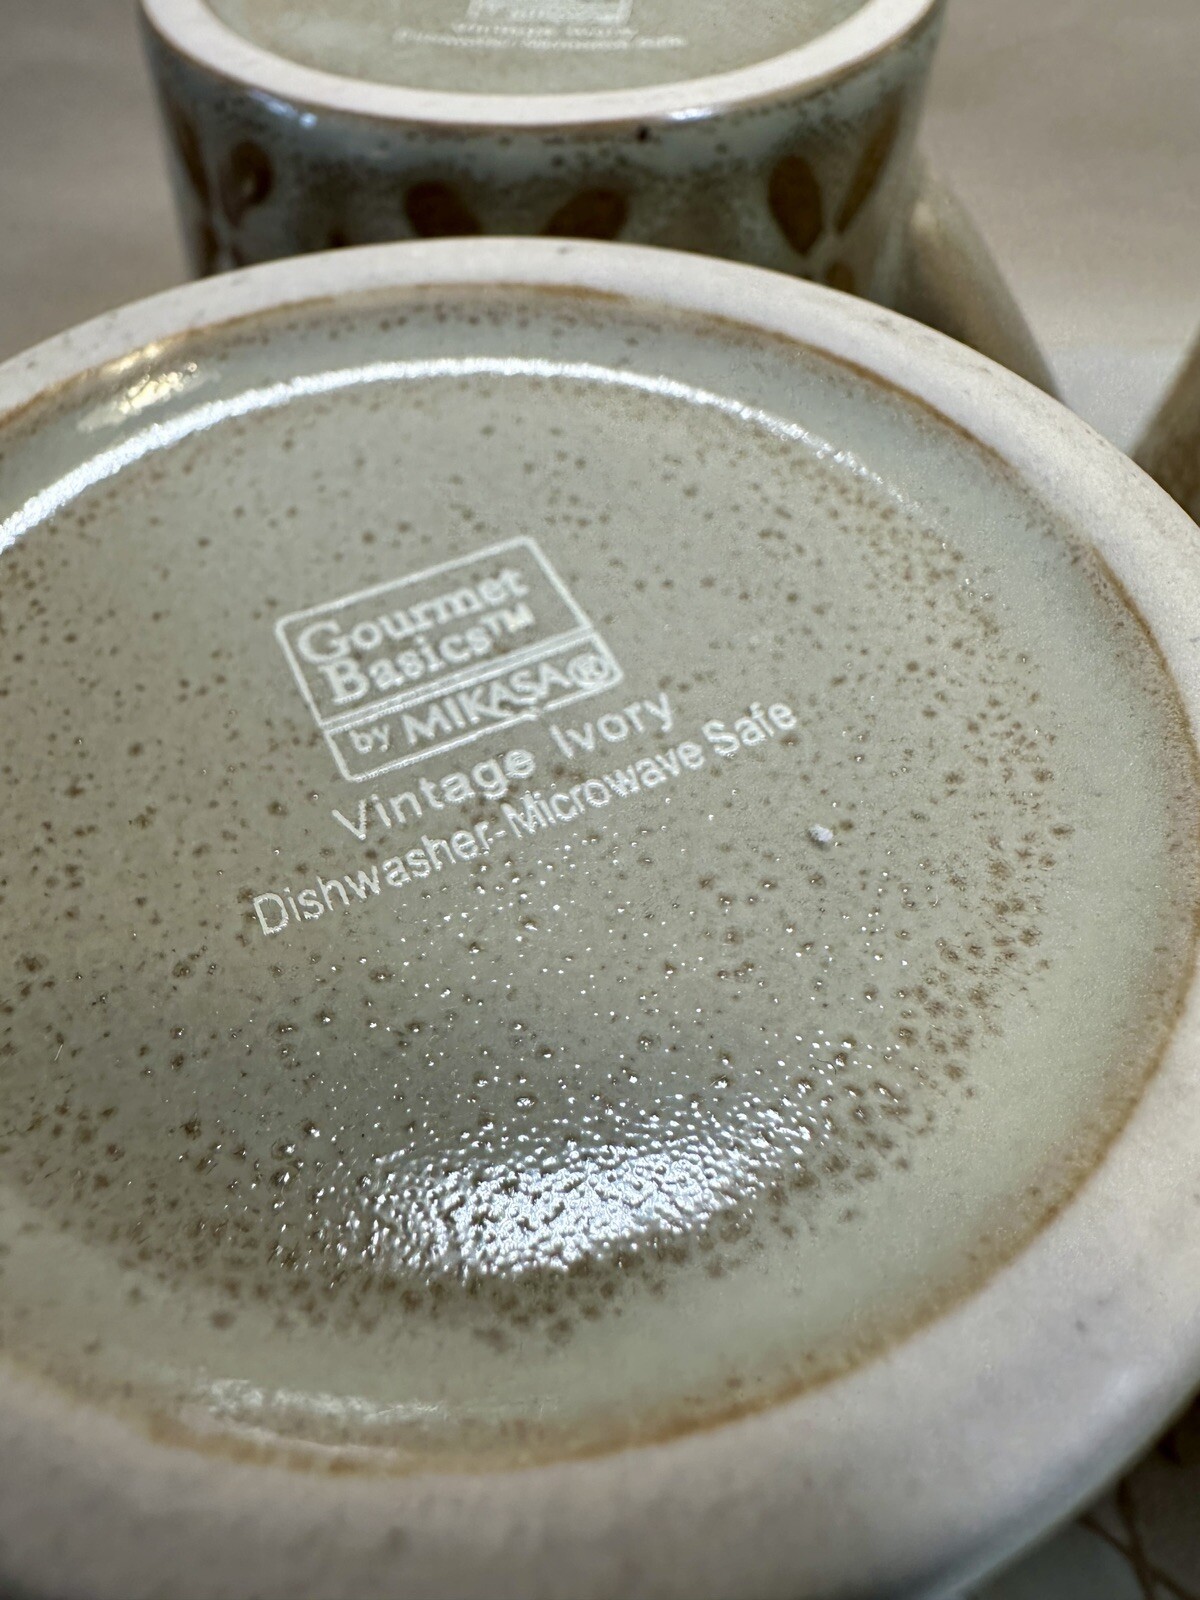 Gourmet
Basics™
by MIKASA®
Vintage Ivory
Dishwasher-Microwave Safe